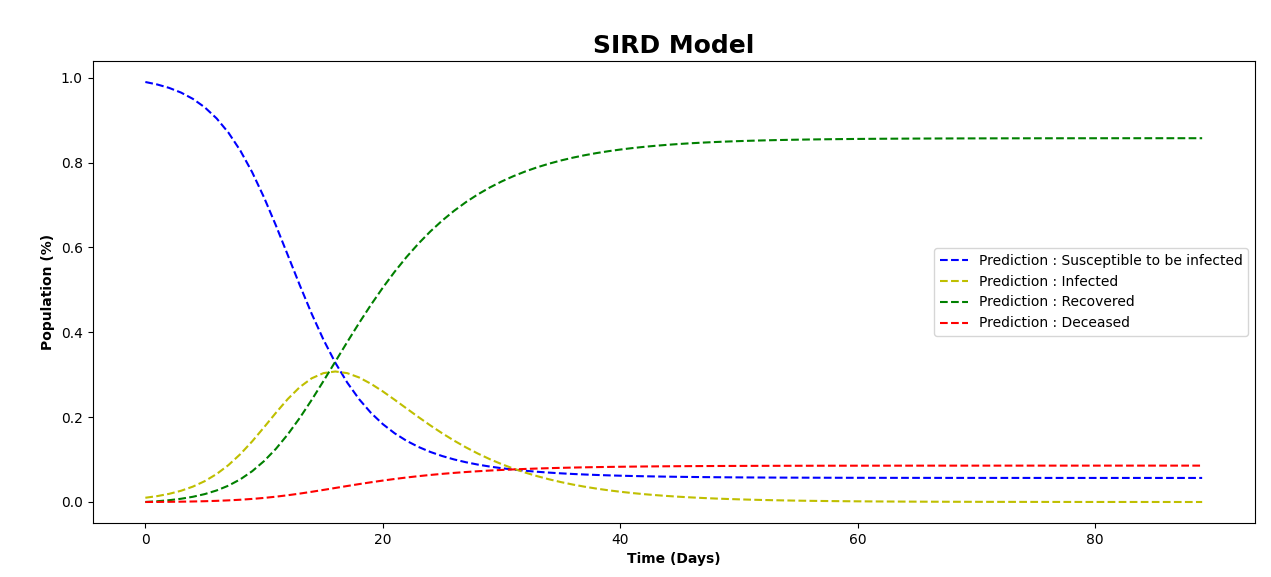 SIRD Model
Population (%)
1.0
0.8
0.6
0.4
0.2
0.0
Prediction : Susceptible to be infected
Prediction : Infected
Prediction : Recovered
Prediction : Deceased
0 20 40 60 80
Time (Days)